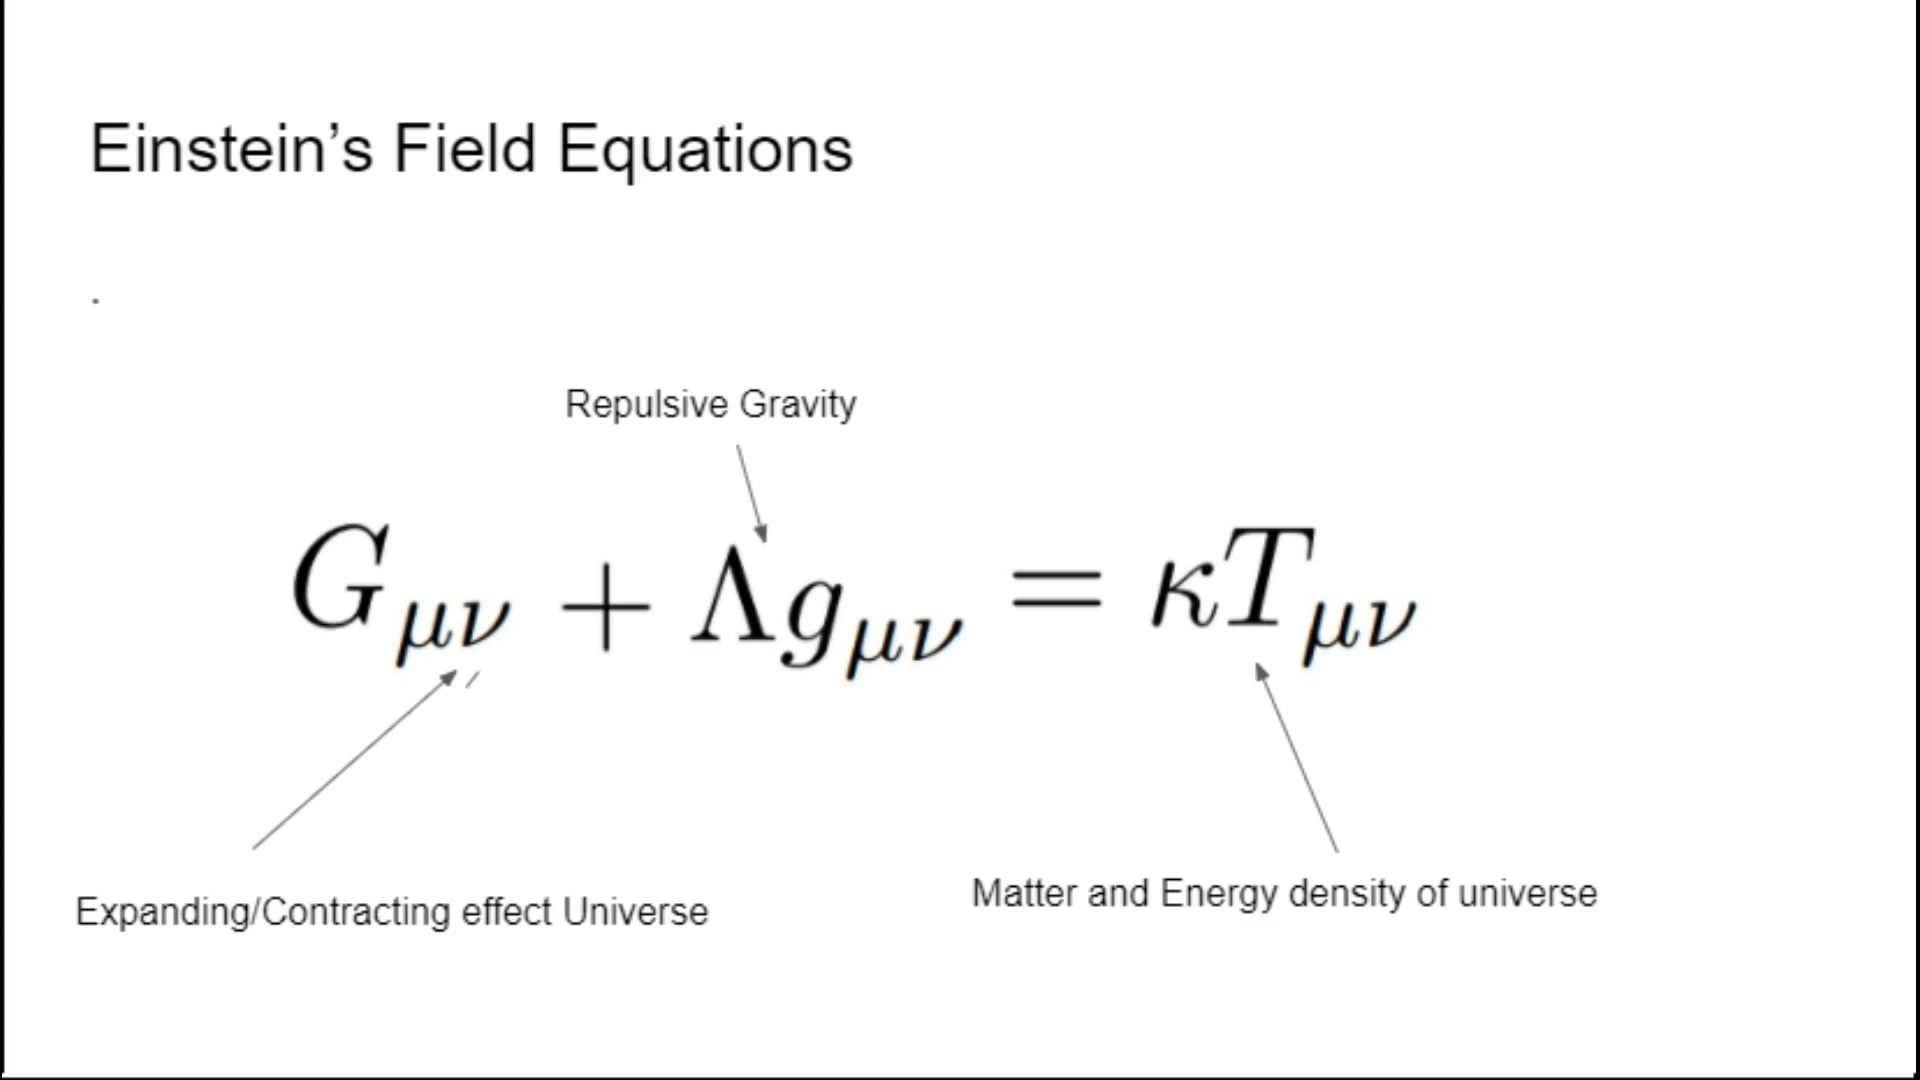 Einstein’s Field Equations
.
Repulsive Gravity
Gμν + Λgμν = κTμν
Expanding/Contracting effect Universe
Matter and Energy density of universe